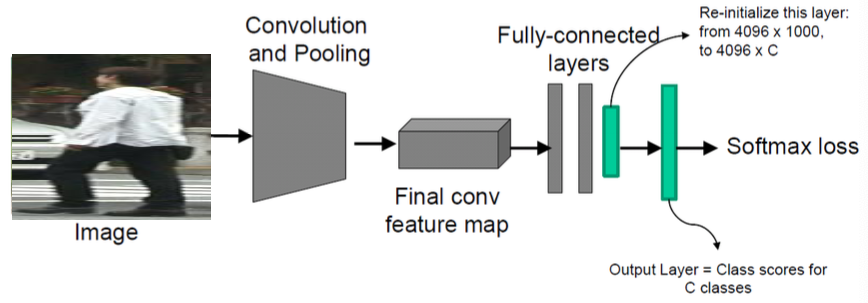 Convolution
and Pooling
Fully-connected
layers
Re-initialize this layer:
from 4096 x 1000,
to 4096 x C
Softmax loss
Final conv
feature map
Image
Output Layer = Class scores for
C classes